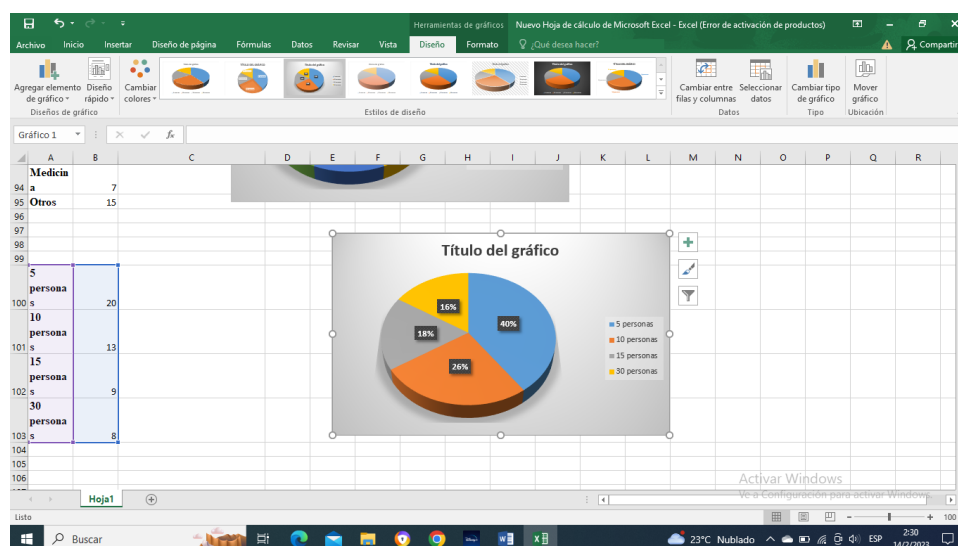 Herramientas de gráficos
Nuevo Hoja de cálculo de Microsoft Excel - Excel (Error de activación de productos)
Archivo Inicio Insertar Diseño de página Fórmulas Datos Revisar Vista Diseño Formato ¿Qué desea hacer? Compartir
Agregar elemento de gráfico
Diseño rápido
Cambiar colores
Cambiar entre filas y columnas
Seleccionar datos
Cambiar tipo de gráfico
Mover gráfico
Diseños de gráfico Estilos de diseño Datos Tipo Ubicación
Gráfico 1 fx
A B C D E F G H I J K L M N O P Q R
Medicin
94 a 7
95 Otros 15
96
97
98
99
5
persona
100 s 20
10
persona
101 s 13
15
persona
102 s 9
30
persona
103 s 8
104
105
106
Título del gráfico
16%
40%
18%
26%
5 personas
10 personas
15 personas
30 personas
Activar Windows
Ve a Configuración para activar Windows.
Hoja1
Listo
100
Buscar
23°C Nublado ESP
2:30
14/2/2023